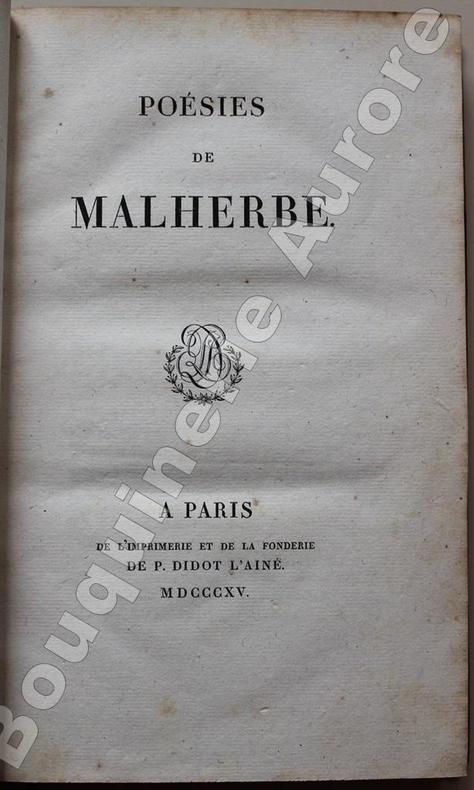 POÉSIES
DE
MALHERBE.
A PARIS
DE L'IMPRIMERIE ET DE LA FONDERIE
DE P. DIDOT L'AINÉ.
MDCCCXV.
Bouquinerie Aurore